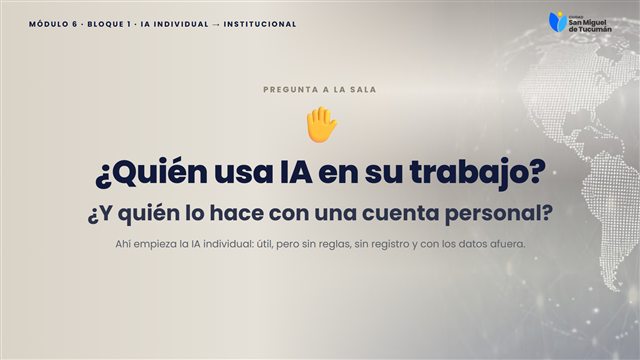 MÓDULO 6 · BLOQUE 1 · IA INDIVIDUAL → INSTITUCIONAL
Ciudad
San Miguel
de Tucumán
PREGUNTA A LA SALA
¿Quién usa IA en su trabajo?
¿Y quién lo hace con una cuenta personal?
Ahí empieza la IA individual: útil, pero sin reglas, sin registro y con los datos afuera.